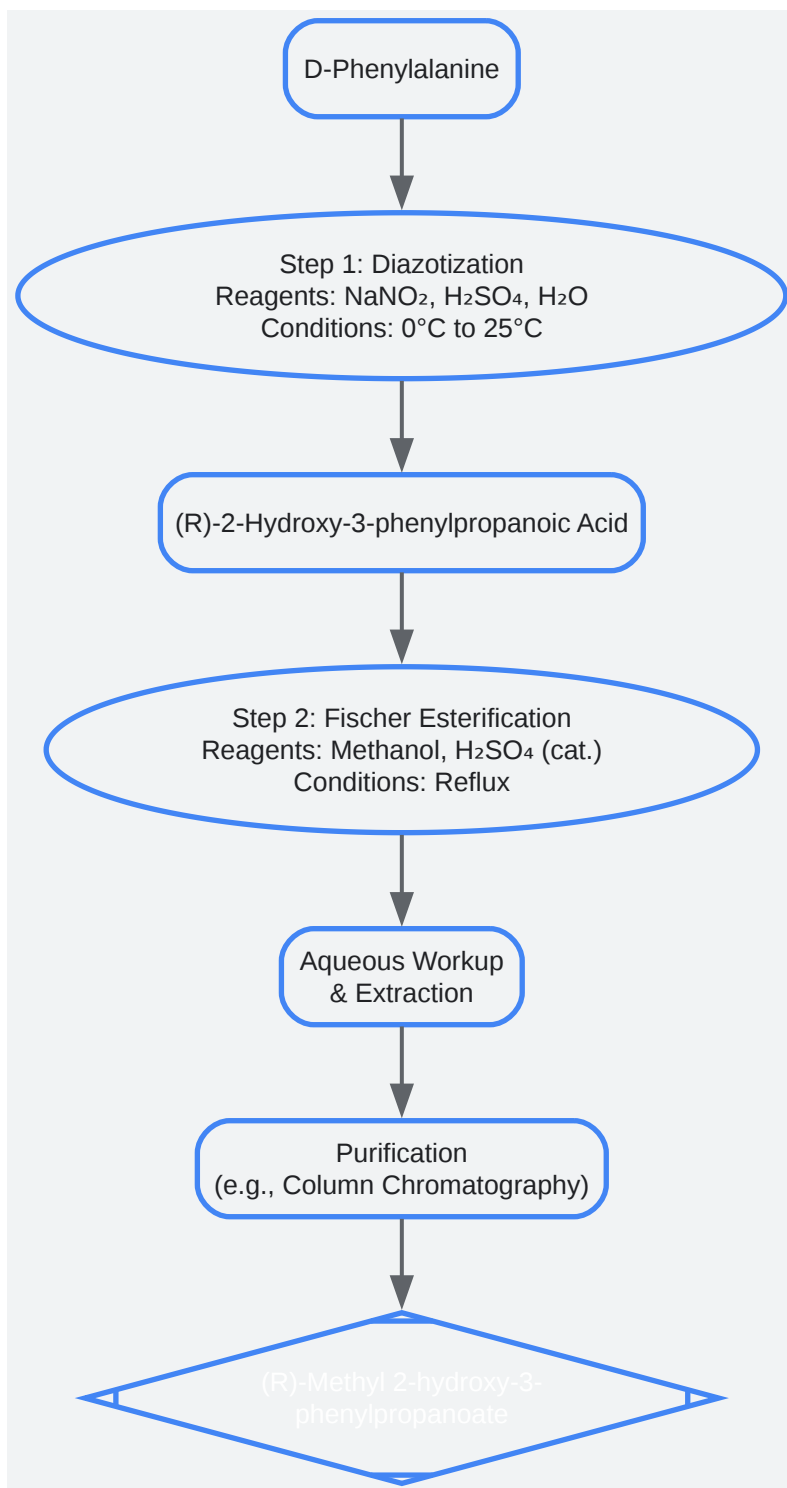 D-Phenylalanine
Step 1: Diazotization
Reagents: NaNO₂, H₂SO₄, H₂O
Conditions: 0°C to 25°C
(R)-2-Hydroxy-3-phenylpropanoic Acid
Step 2: Fischer Esterification
Reagents: Methanol, H₂SO₄ (cat.)
Conditions: Reflux
Aqueous Workup
& Extraction
Purification
(e.g., Column Chromatography)
(R)-Methyl 2-hydroxy-3-
phenylpropanoate